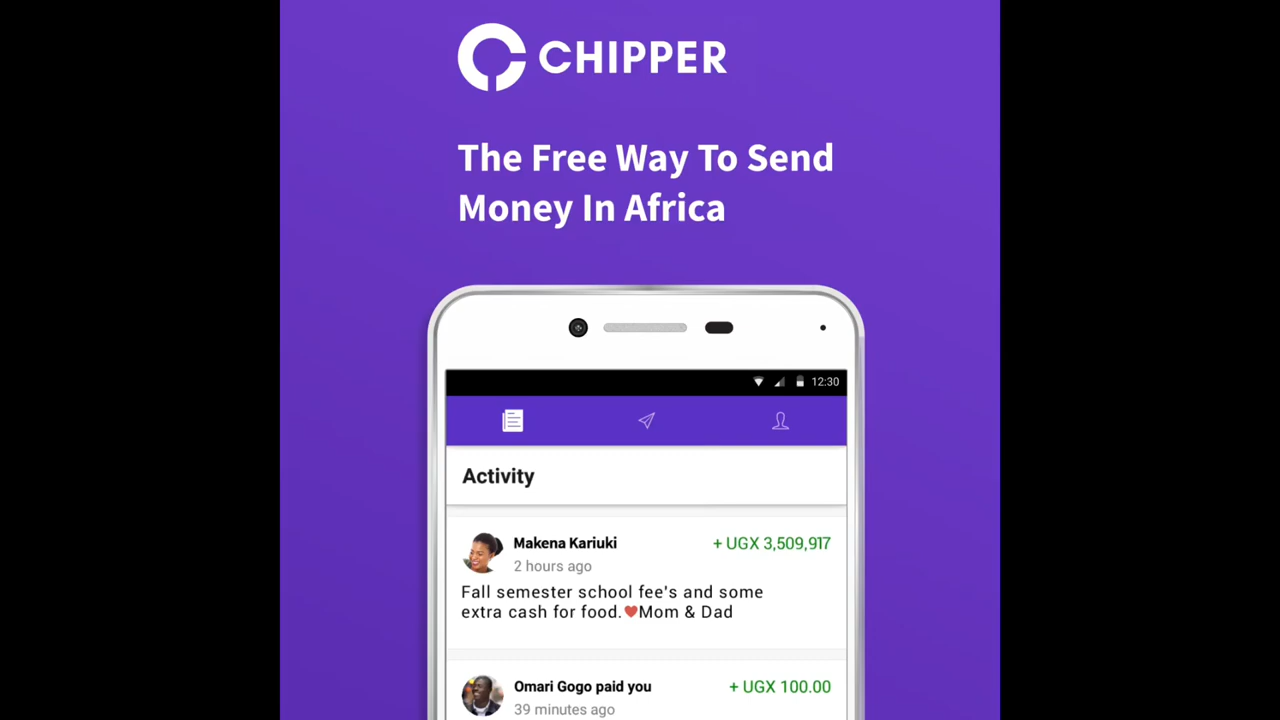 CHIPPER
The Free Way To Send
Money In Africa
12:30
Activity
Makena Kariuki
+ UGX 3,509,917
2 hours ago
Fall semester school fee's and some
extra cash for food.❤Mom & Dad
Omari Gogo paid you
+ UGX 100.00
39 minutes ago